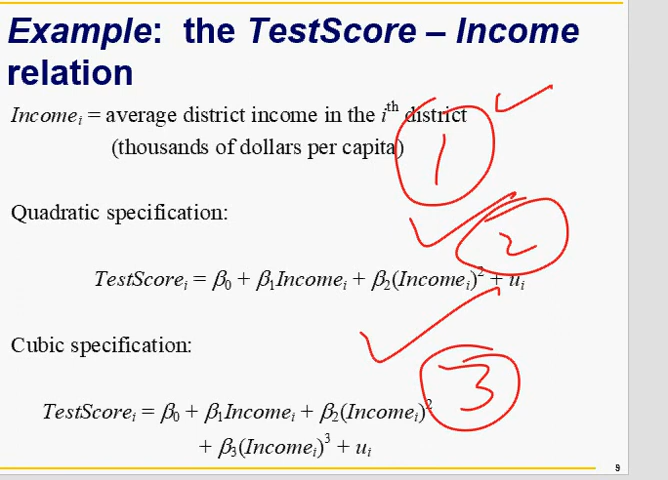 Example: the TestScore – Income
relation
Incomeᵢ = average district income in the iᵗʰ district
(thousands of dollars per capita)
1
Quadratic specification:
2
TestScoreᵢ = β₀ + β₁Incomeᵢ + β₂(Incomeᵢ)² + uᵢ
Cubic specification:
3
TestScoreᵢ = β₀ + β₁Incomeᵢ + β₂(Incomeᵢ)²
+ β₃(Incomeᵢ)³ + uᵢ
9